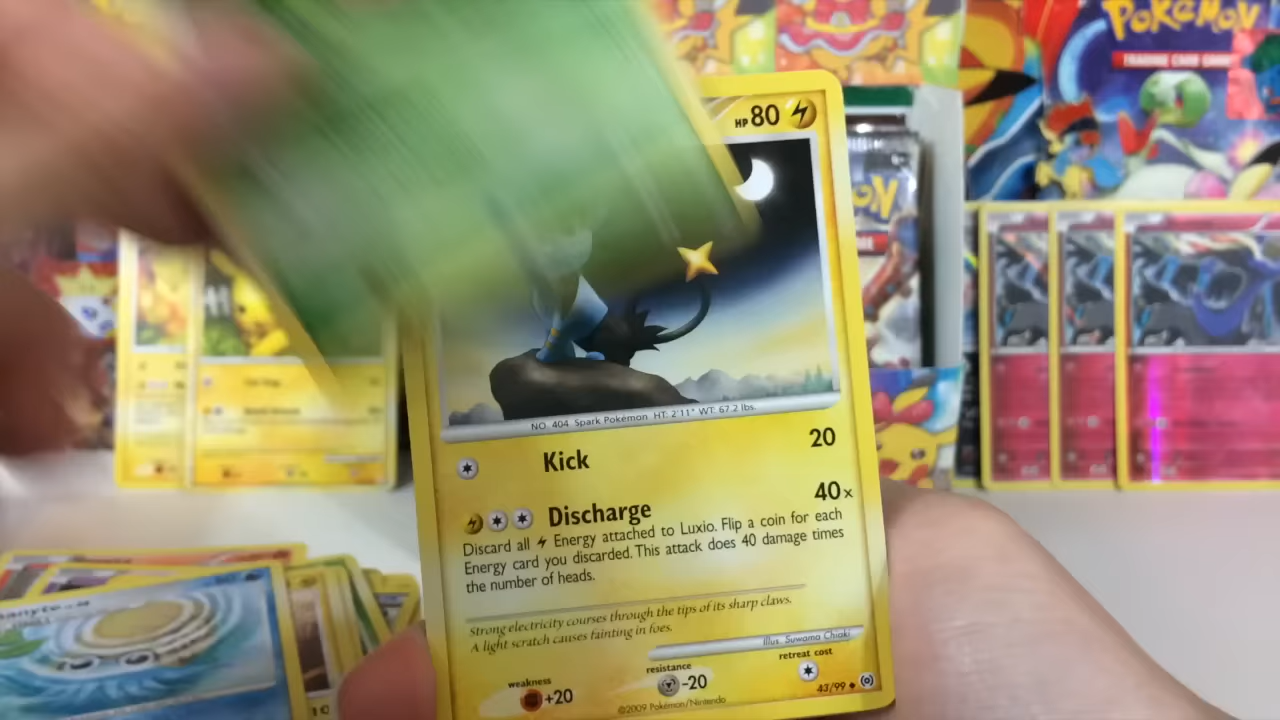 POKÉMON
TRADING CARD GAME
HP 80
NO. 404 Spark Pokémon HT: 2'11" WT: 67.2 lbs.
Kick 20
Discharge 40x
Discard all Energy attached to Luxio. Flip a coin for each
Energy card you discarded. This attack does 40 damage times
the number of heads.
Strong electricity courses through the tips of its sharp claws.
A light scratch causes fainting in foes.
Illus. Suwama Chiaki
weakness resistance retreat cost
+20 -20
43/99
©2009 Pokémon/Nintendo